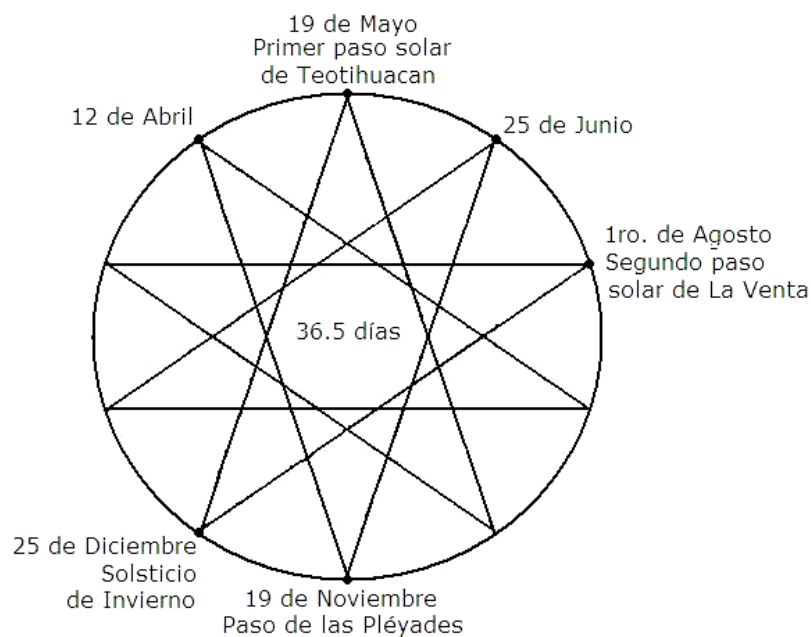 19 de Mayo
Primer paso solar
de Teotihuacan
12 de Abril
25 de Junio
1ro. de Agosto
Segundo paso
solar de La Venta
36.5 días
25 de Diciembre
Solsticio
de Invierno
19 de Noviembre
Paso de las Pléyades